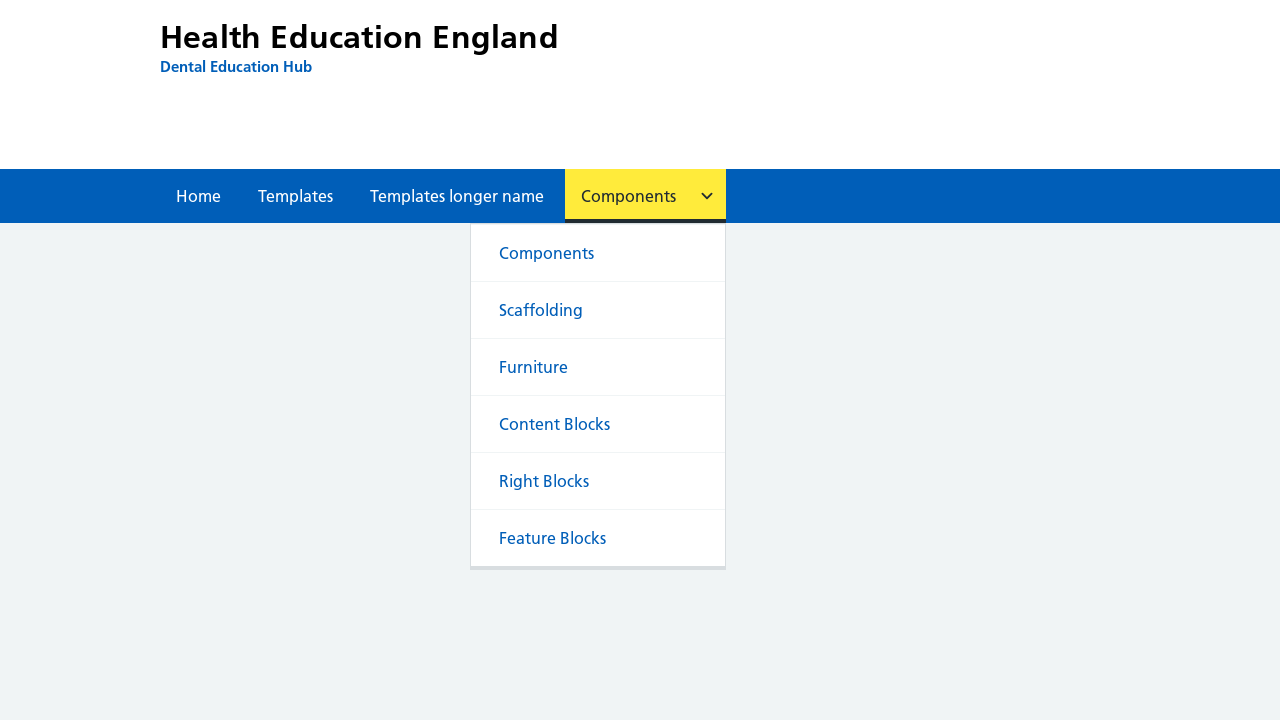 Health Education England
Dental Education Hub
Home Templates Templates longer name Components
Components
Scaffolding
Furniture
Content Blocks
Right Blocks
Feature Blocks